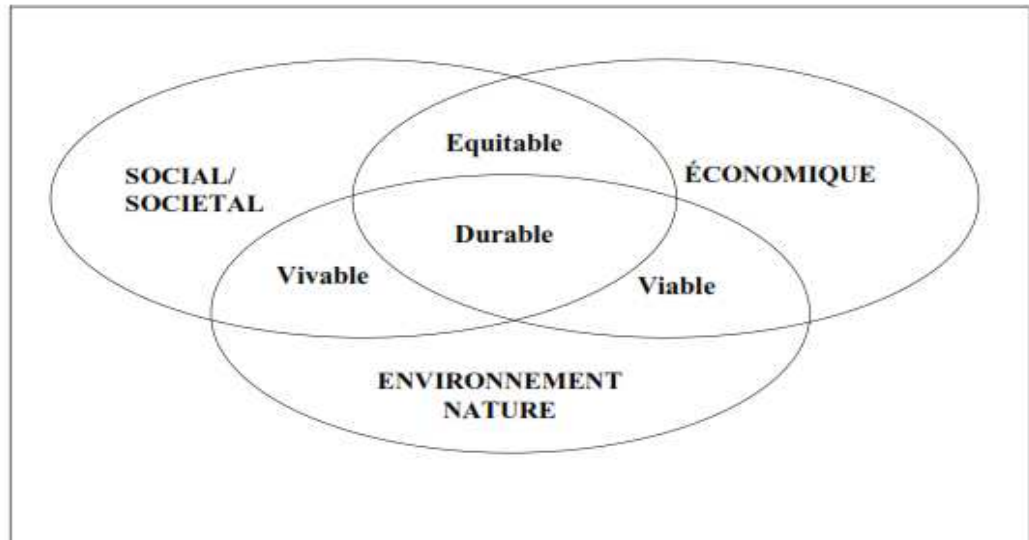 Equitable
SOCIAL/
SOCIETAL
ÉCONOMIQUE
Durable
Vivable
Viable
ENVIRONNEMENT
NATURE